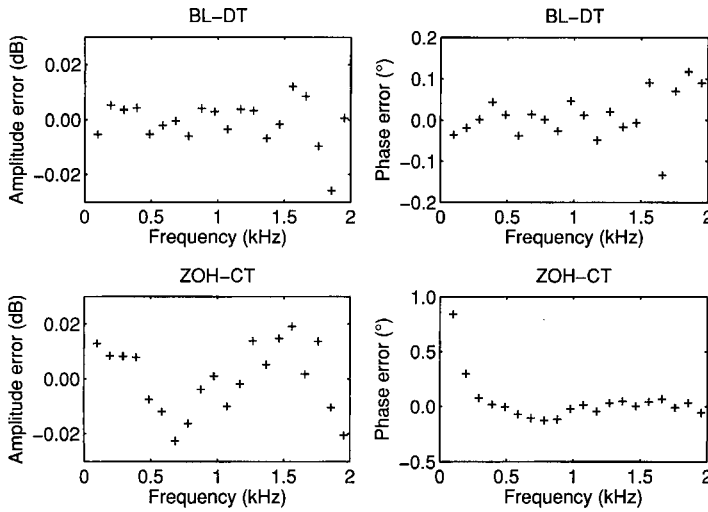 BL−DT
Amplitude error (dB)
0.02
0.00
−0.02
0
0.5
1
1.5
2
Frequency (kHz)
BL−DT
Phase error (°)
0.2
0.1
0.0
−0.1
−0.2
0
0.5
1
1.5
2
Frequency (kHz)
ZOH−CT
Amplitude error (dB)
0.02
0.00
−0.02
0
0.5
1
1.5
2
Frequency (kHz)
ZOH−CT
Phase error (°)
1.0
0.5
0.0
−0.5
0
0.5
1
1.5
2
Frequency (kHz)